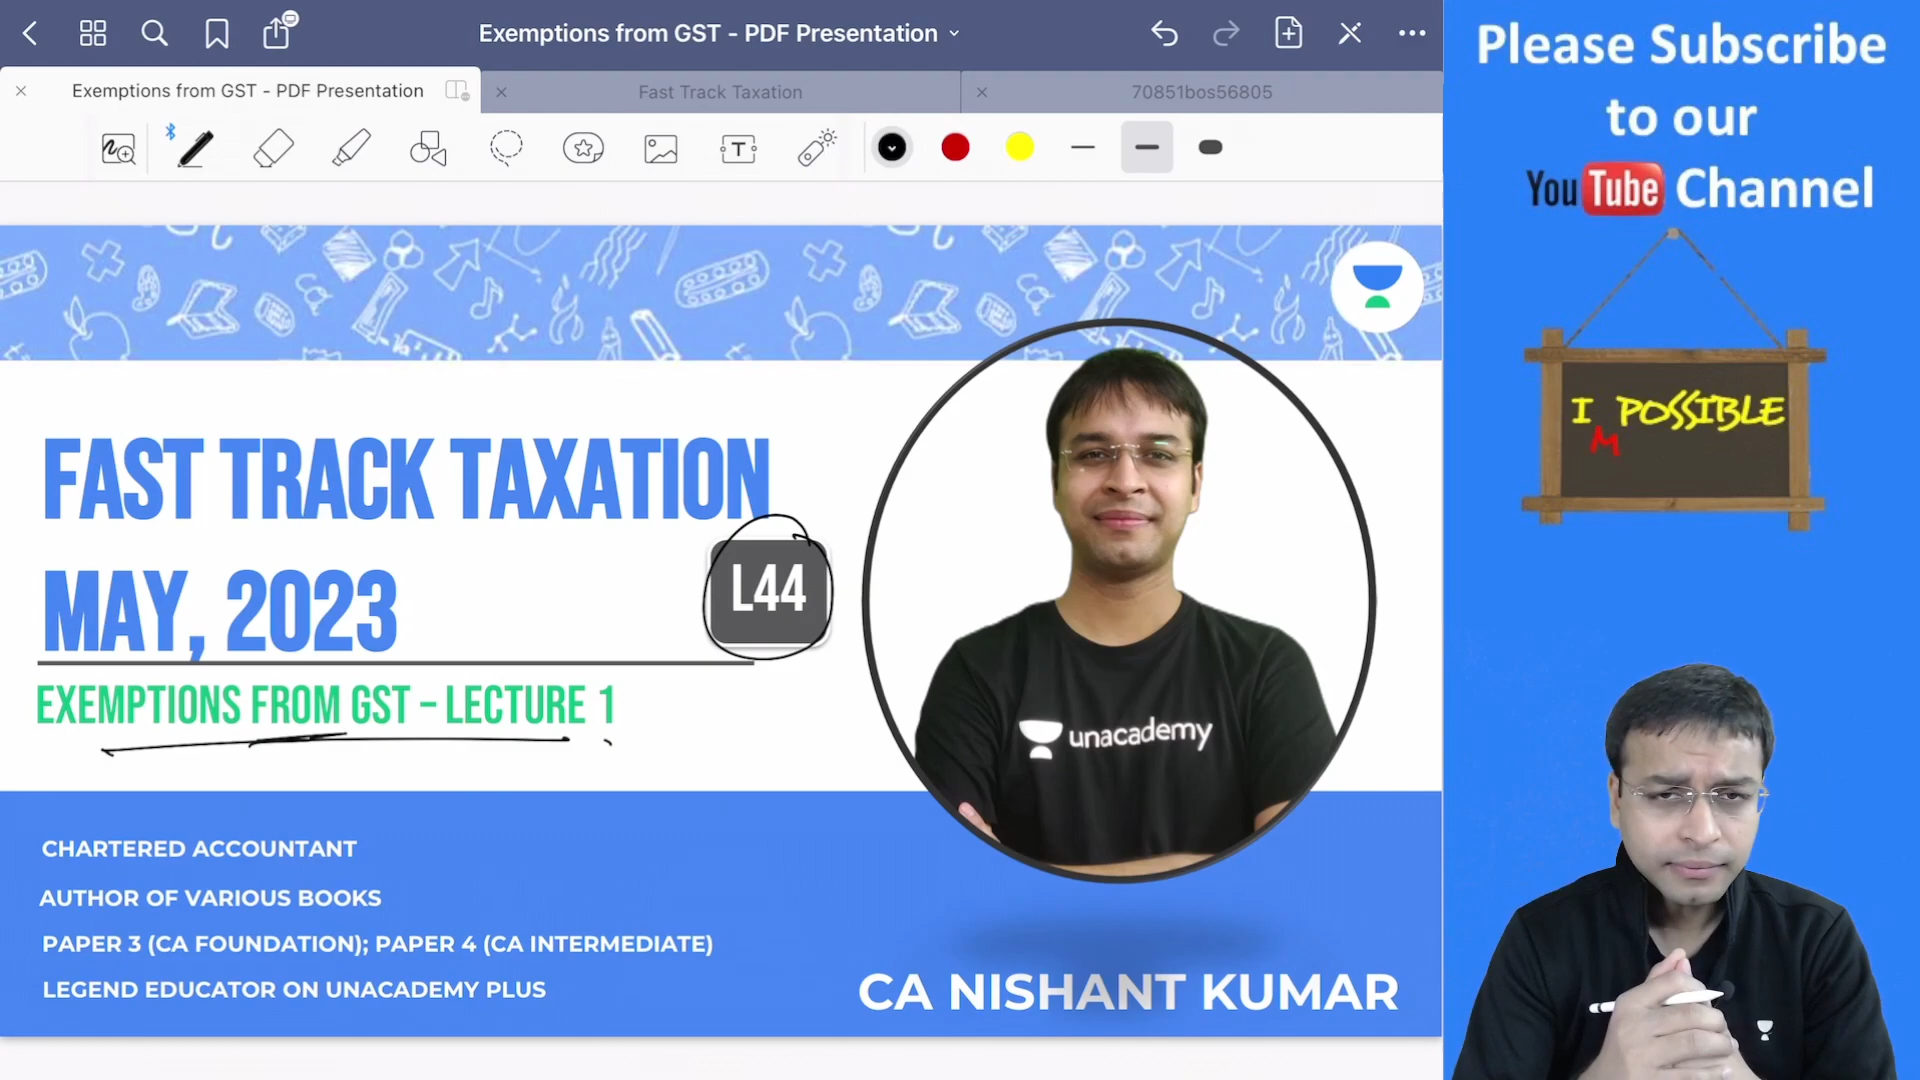 Exemptions from GST - PDF Presentation
Please Subscribe
to our
YouTube Channel
Exemptions from GST - PDF Presentation
Fast Track Taxation
70851bos56805
T
I POSSIBLE
M
FAST TRACK TAXATION
MAY, 2023
L44
EXEMPTIONS FROM GST – LECTURE 1
unacademy
CHARTERED ACCOUNTANT
AUTHOR OF VARIOUS BOOKS
PAPER 3 (CA FOUNDATION); PAPER 4 (CA INTERMEDIATE)
LEGEND EDUCATOR ON UNACADEMY PLUS
CA NISHANT KUMAR